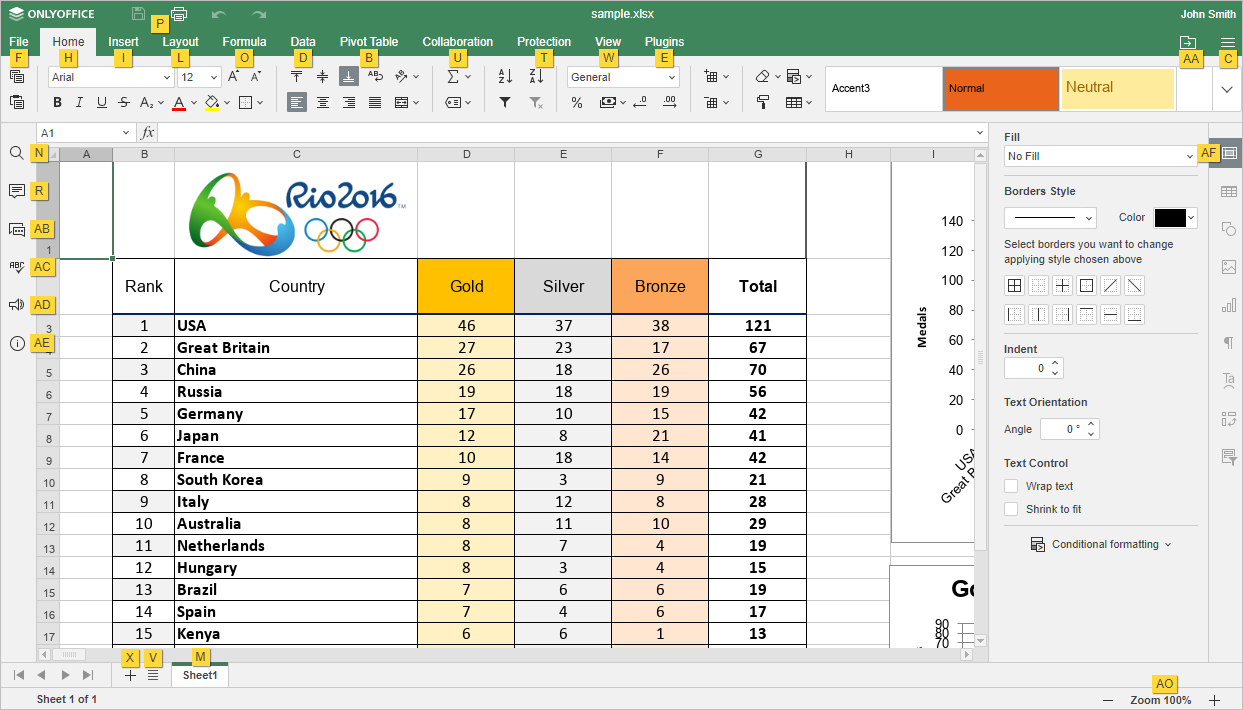 ONLYOFFICE P sample.xlsx John Smith
File Home Insert Layout Formula Data Pivot Table Collaboration Protection View Plugins
F H I L O D B U T W E AA C
Arial 12 A A ab General
B I U S A₂ A Σ A Z Z A % .0 .00 Accent3 Normal Neutral
A1 fx
N R AB AC AD AE
A B C D E F G H I
Rio2016™
1
Rank Country Gold Silver Bronze Total
3 1 USA 46 37 38 121
2 Great Britain 27 23 17 67
5 3 China 26 18 26 70
6 4 Russia 19 18 19 56
7 5 Germany 17 10 15 42
8 6 Japan 12 8 21 41
9 7 France 10 18 14 42
10 8 South Korea 9 3 9 21
11 9 Italy 8 12 8 28
12 10 Australia 8 11 10 29
13 11 Netherlands 8 7 4 19
14 12 Hungary 8 3 4 15
15 13 Brazil 7 6 6 19
16 14 Spain 7 4 6 17
17 15 Kenya 6 6 1 13
Medals
140
120
100
80
60
40
20
0
USA
Great
Go
90
80
70
Fill
AF
No Fill
Borders Style
Color
Select borders you want to change
applying style chosen above
Indent
0
Text Orientation
Angle 0 °
Text Control
Wrap text
Shrink to fit
Conditional formatting
Ta
X V M
Sheet1
AO
Sheet 1 of 1 Zoom 100%